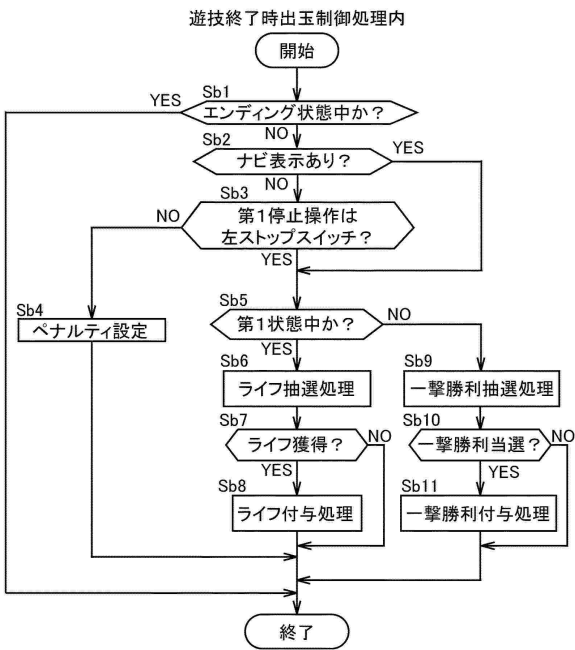 遊技終了時出玉制御処理内
開始
Sb1
YES
エンディング状態中か？
NO
Sb2
YES
ナビ表示あり？
NO
Sb3
NO
第1停止操作は
左ストップスイッチ？
YES
Sb4
ペナルティ設定
Sb5
NO
第1状態中か？
YES
Sb6
ライフ抽選処理
Sb9
一撃勝利抽選処理
Sb7
ライフ獲得？
NO
YES
Sb10
一撃勝利当選？
NO
YES
Sb8
ライフ付与処理
Sb11
一撃勝利付与処理
終了